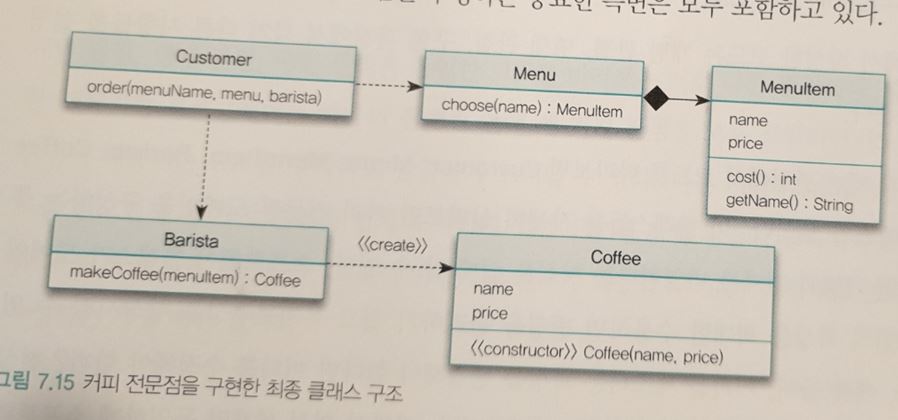 중요한 측면은 모두 포함하고 있다.
Customer
order(menuName, menu, barista)
Menu
choose(name) : MenuItem
MenuItem
name
price
cost() : int
getName() : String
Barista
makeCoffee(menuItem) : Coffee
《create》
Coffee
name
price
《constructor》 Coffee(name, price)
그림 7.15 커피 전문점을 구현한 최종 클래스 구조